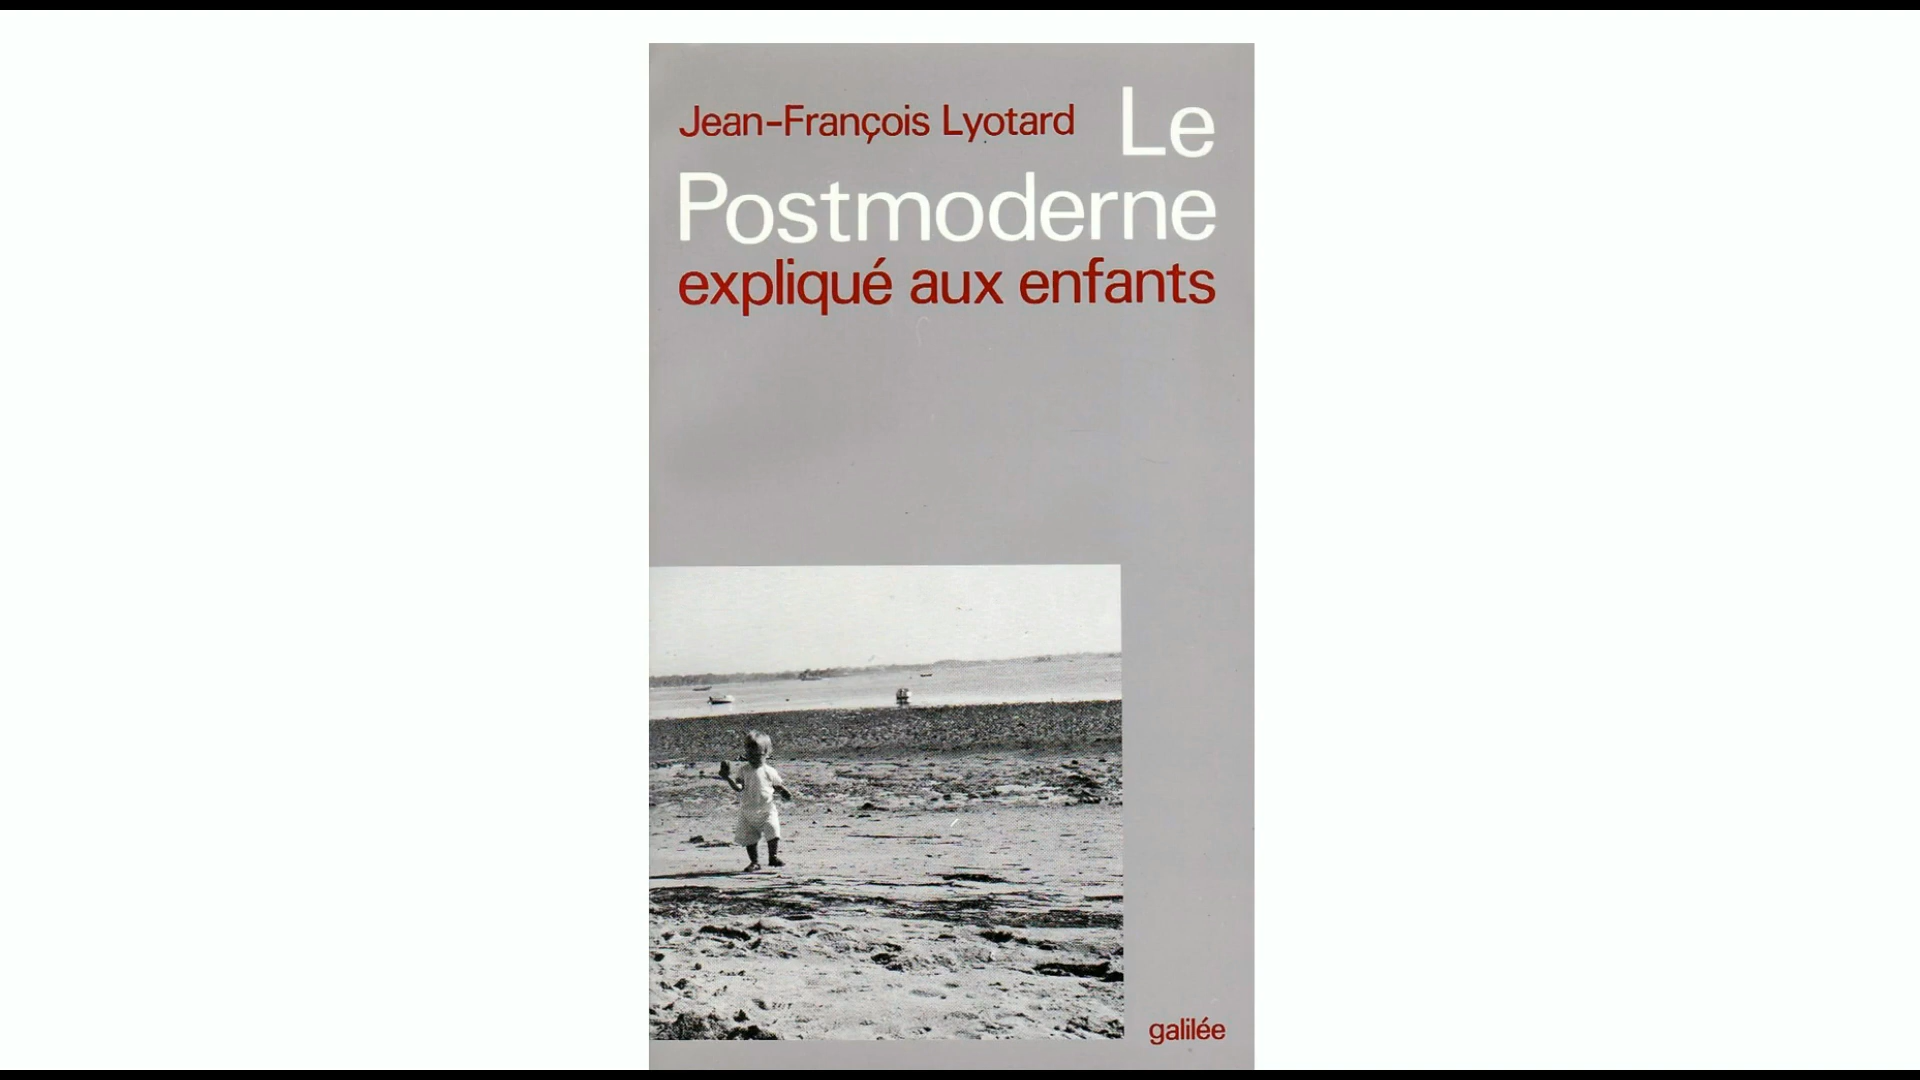 Jean-François Lyotard
Le
Postmoderne
expliqué aux enfants
galilée